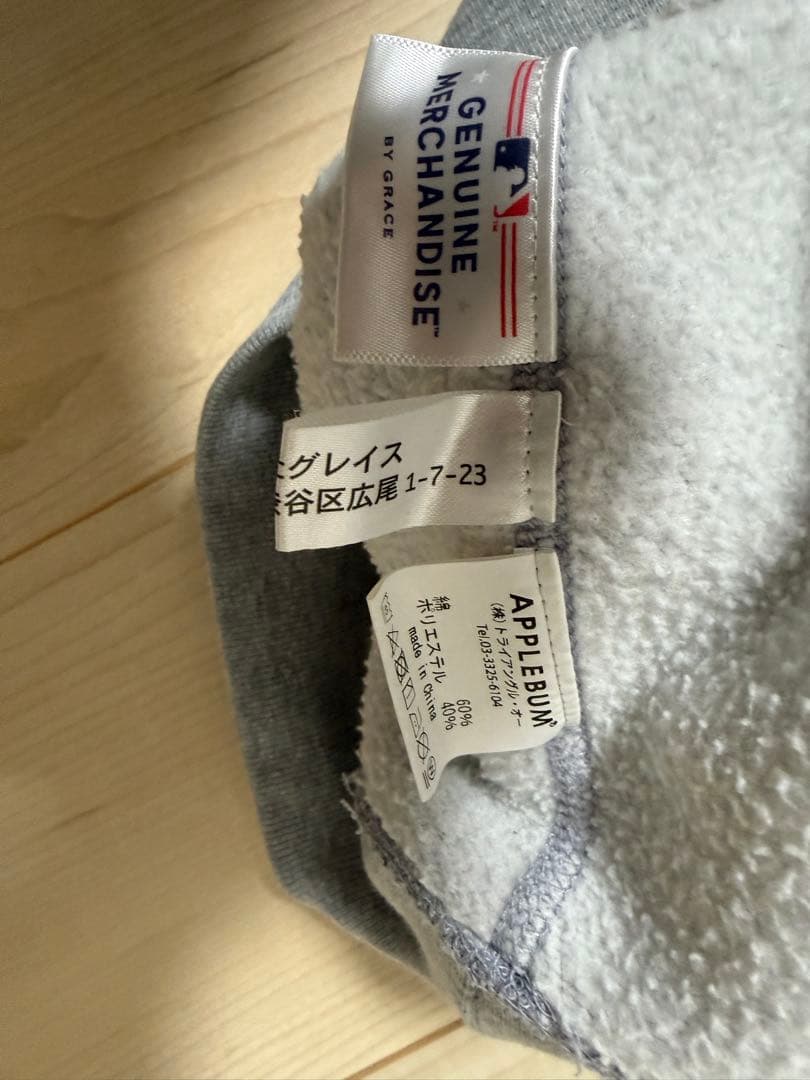 GENUINE
MERCHANDISE™
BY GRACE
グレイス
谷区広尾1-7-23
APPLEBUM®
(株)トライアングル・オー
Tel.03-3325-6104
綿 60%
ポリエステル 40%
made in China